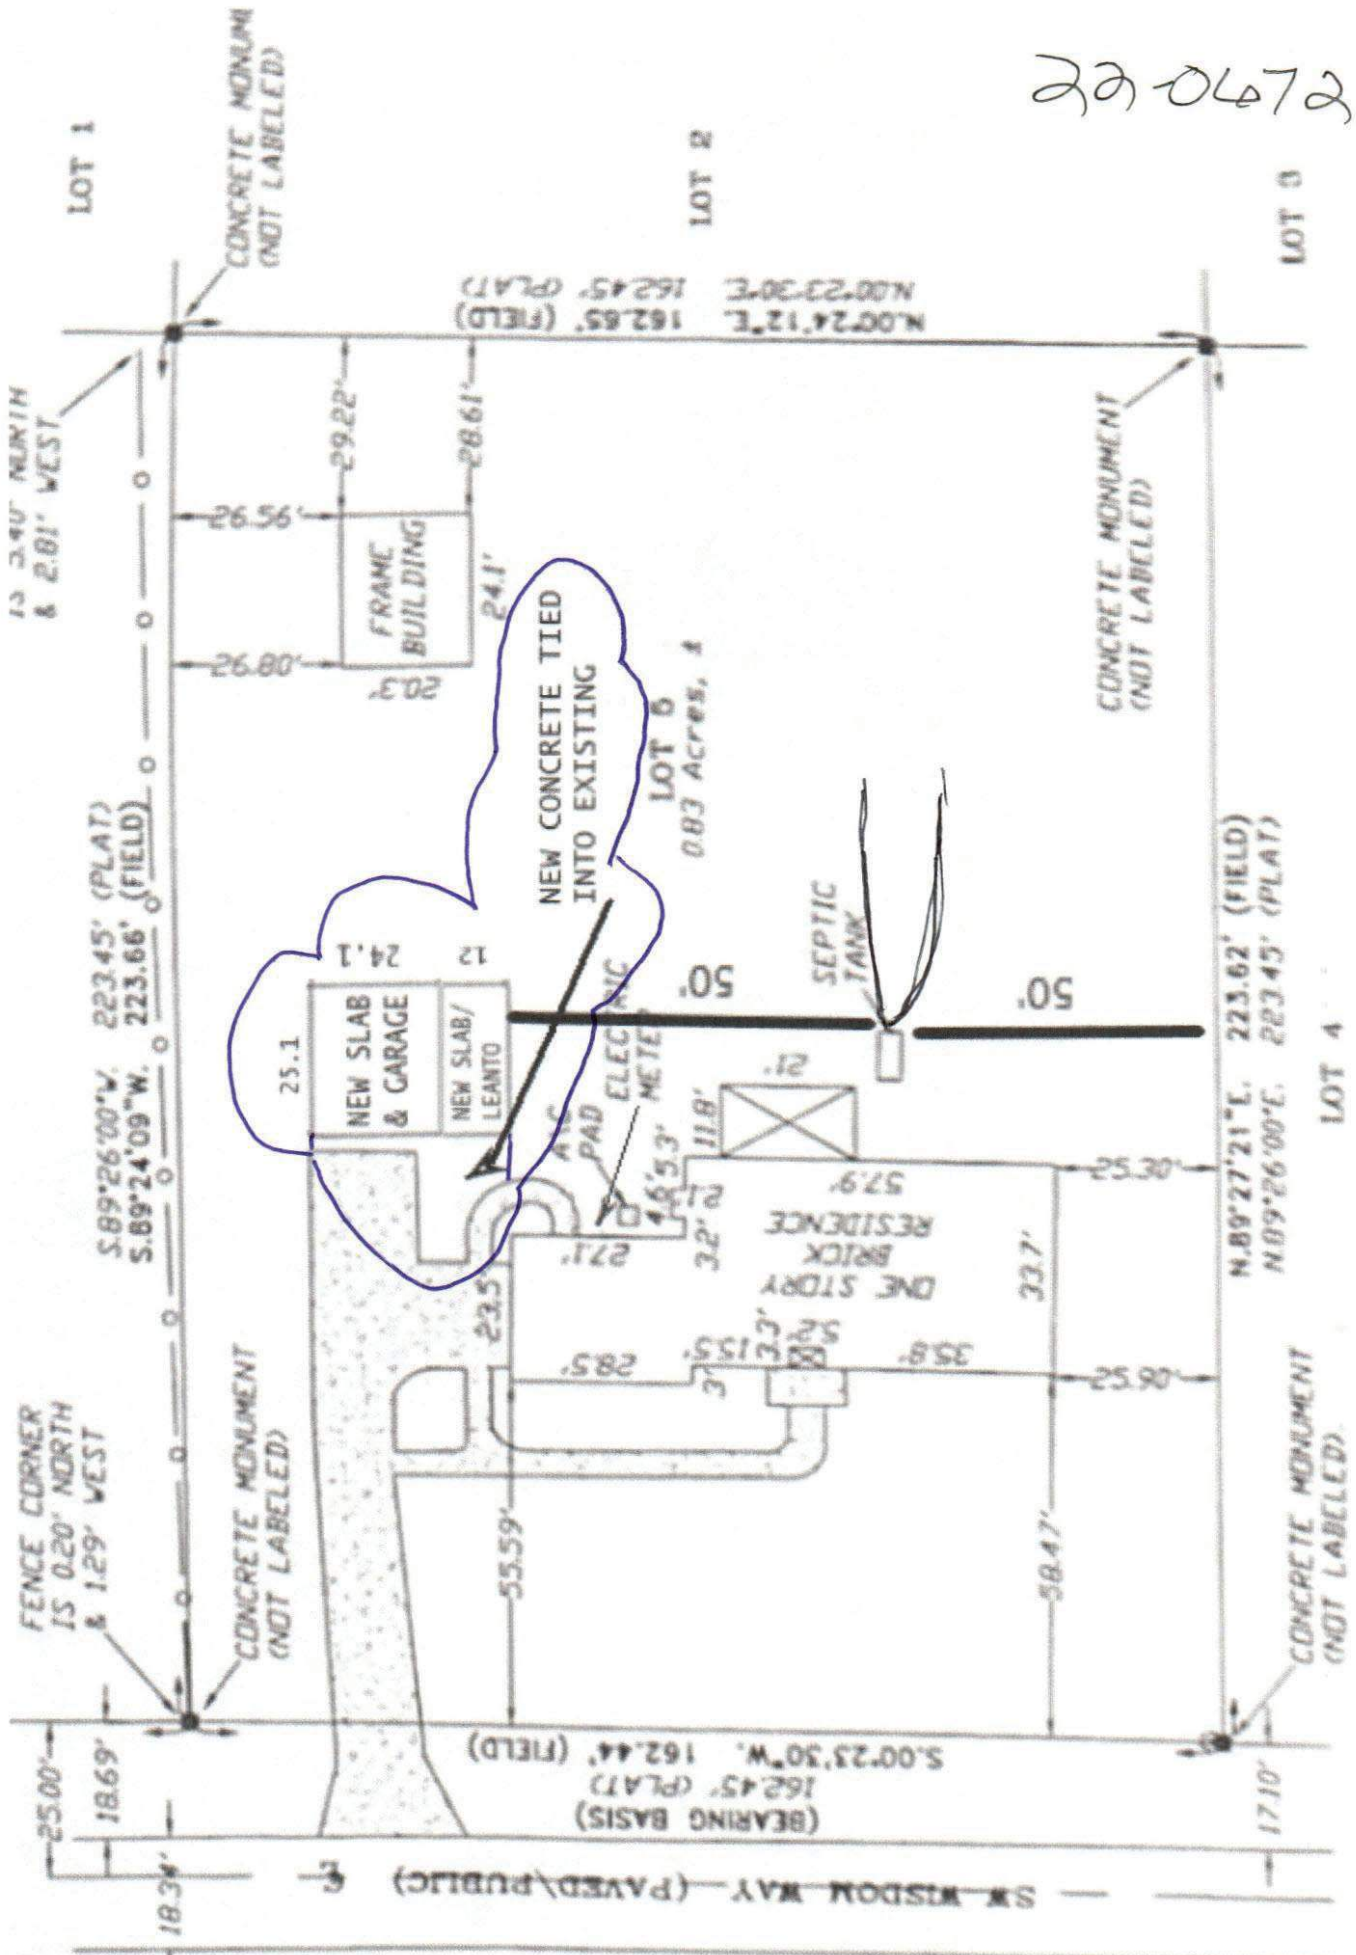 22-0672
LOT 1
CONCRETE MONUM
(NOT LABELED)
LOT 2
LOT 3
N.00°24'12"E. 162.65' (FIELD)
N.00°23'30"E. 162.45' (PLAT)
NORTH
& 2.81' WEST
26.56'
29.22'
28.61'
FRAME
BUILDING
24.1'
26.80'
20.3'
CONCRETE MONUMENT
(NOT LABELED)
NEW CONCRETE TIED
INTO EXISTING
LOT 6
0.83 Acres, ±
S.89°26'00"W. 223.45' (PLAT)
S.89°24'09"W. 223.66' (FIELD)
25.1
24.1
12
NEW SLAB
& GARAGE
NEW SLAB/
LEANTO
50'
SEPTIC
TANK
50'
A/C
PAD
ELECTRIC
METER
11.8'
21'
4.6'
5.3'
3.2'
27.1'
57.9'
25.30'
ONE STORY
BRICK
RESIDENCE
23.5'
28.5'
3'
15.5'
3.3'
35.8'
33.7'
25.90'
N.89°27'21"E. 223.62' (FIELD)
N.89°26'00"E. 223.45' (PLAT)
LOT 4
FENCE CORNER
IS 0.20' NORTH
& 1.29' WEST
CONCRETE MONUMENT
(NOT LABELED)
55.59'
58.47'
CONCRETE MONUMENT
(NOT LABELED)
25.00'
18.69'
18.34'
S.00°23'30"W. 162.44' (FIELD)
162.45' (PLAT)
(BEARING BASIS)
17.10'
SW WISDOM WAY (PAVED/PUBLIC)